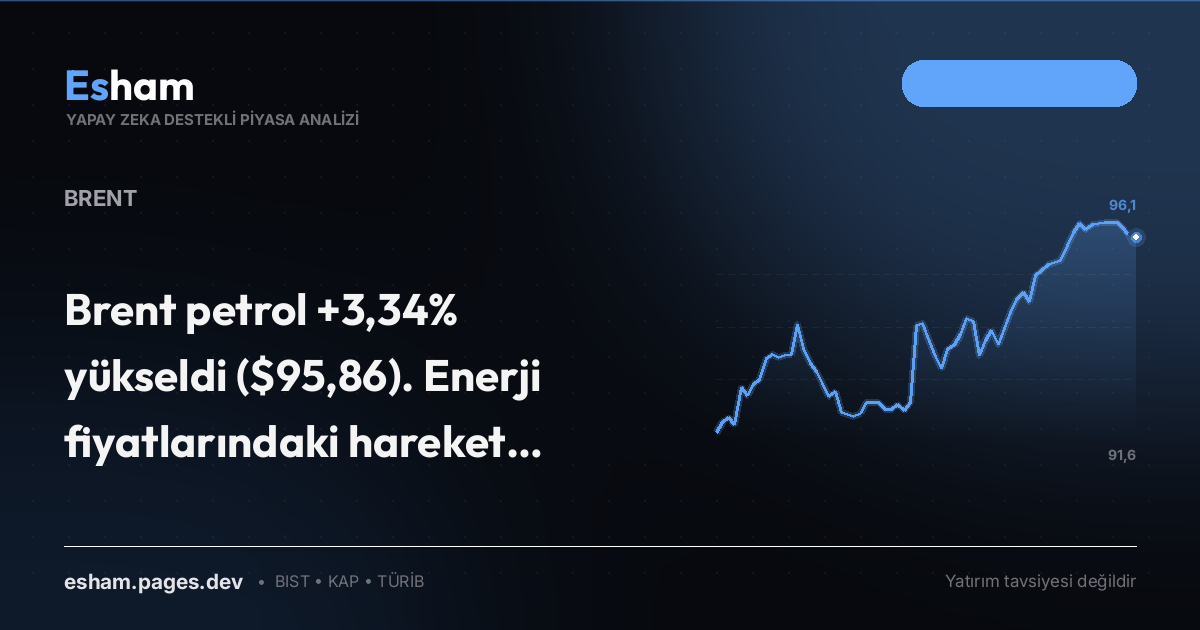 Esham
YAPAY ZEKA DESTEKLİ PİYASA ANALİZİ
BRENT
96,1
Brent petrol +3,34%
yükseldi ($95,86). Enerji
fiyatlarındaki hareket...
91,6
esham.pages.dev • BIST • KAP • TÜRİB
Yatırım tavsiyesi değildir